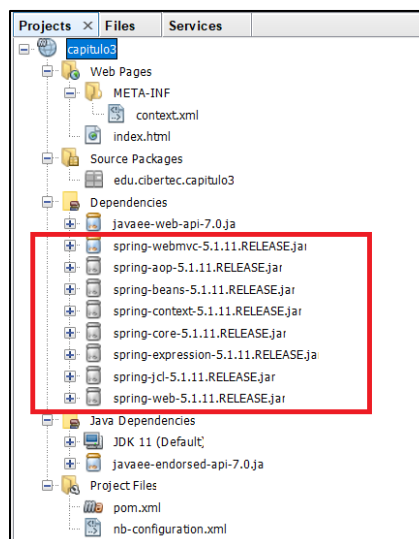 Projects × Files Services
capitulo3
Web Pages
META-INF
context.xml
index.html
Source Packages
edu.cibertec.capitulo3
Dependencies
javaee-web-api-7.0.ja
spring-webmvc-5.1.11.RELEASE.jar
spring-aop-5.1.11.RELEASE.jar
spring-beans-5.1.11.RELEASE.jar
spring-context-5.1.11.RELEASE.jar
spring-core-5.1.11.RELEASE.jar
spring-expression-5.1.11.RELEASE.ja
spring-jcl-5.1.11.RELEASE.jar
spring-web-5.1.11.RELEASE.jar
Java Dependencies
JDK 11 (Default)
javaee-endorsed-api-7.0.ja
Project Files
pom.xml
nb-configuration.xml